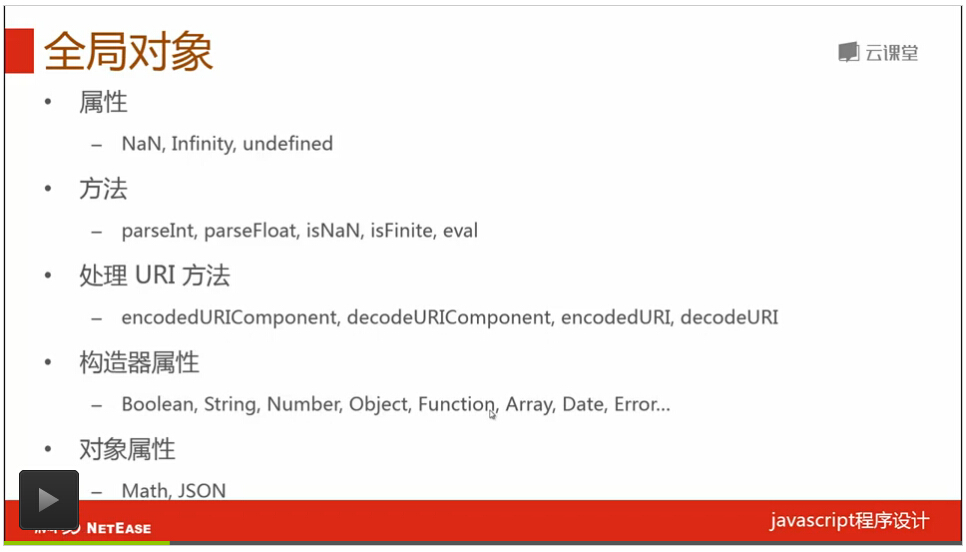 全局对象
云课堂
• 属性
– NaN, Infinity, undefined
• 方法
– parseInt, parseFloat, isNaN, isFinite, eval
• 处理 URI 方法
– encodedURIComponent, decodeURIComponent, encodedURI, decodeURI
• 构造器属性
– Boolean, String, Number, Object, Function, Array, Date, Error...
• 对象属性
– Math, JSON
NETEASE
javascript程序设计